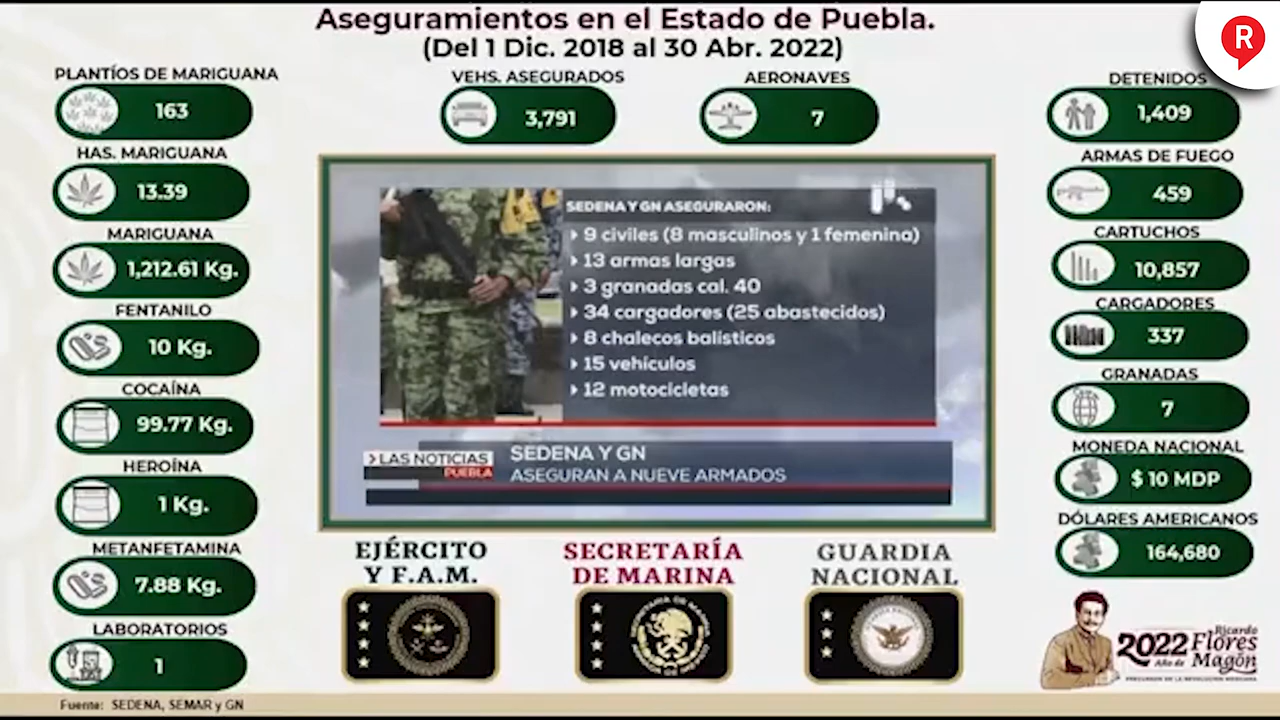 Aseguramientos en el Estado de Puebla.
(Del 1 Dic. 2018 al 30 Abr. 2022)
R
PLANTÍOS DE MARIGUANA
163
HAS. MARIGUANA
13.39
MARIGUANA
1,212.61 Kg.
FENTANILO
10 Kg.
COCAÍNA
99.77 Kg.
HEROÍNA
1 Kg.
METANFETAMINA
7.88 Kg.
LABORATORIOS
1
VEHS. ASEGURADOS
3,791
AERONAVES
7
SEDENA Y GN ASEGURARON:
9 civiles (8 masculinos y 1 femenina)
13 armas largas
3 granadas cal. 40
34 cargadores (25 abastecidos)
8 chalecos balísticos
15 vehículos
12 motocicletas
LAS NOTICIAS
PUEBLA
SEDENA Y GN
ASEGURAN A NUEVE ARMADOS
EJÉRCITO
Y F.A.M.
SECRETARÍA
DE MARINA
GUARDIA
NACIONAL
DETENIDOS
1,409
ARMAS DE FUEGO
459
CARTUCHOS
10,857
CARGADORES
337
GRANADAS
7
MONEDA NACIONAL
$ 10 MDP
DÓLARES AMERICANOS
164,680
2022 Ricardo
Flores
Año de Magón
PRECURSOR DE LA REVOLUCIÓN MEXICANA
Fuente: SEDENA, SEMAR y GN